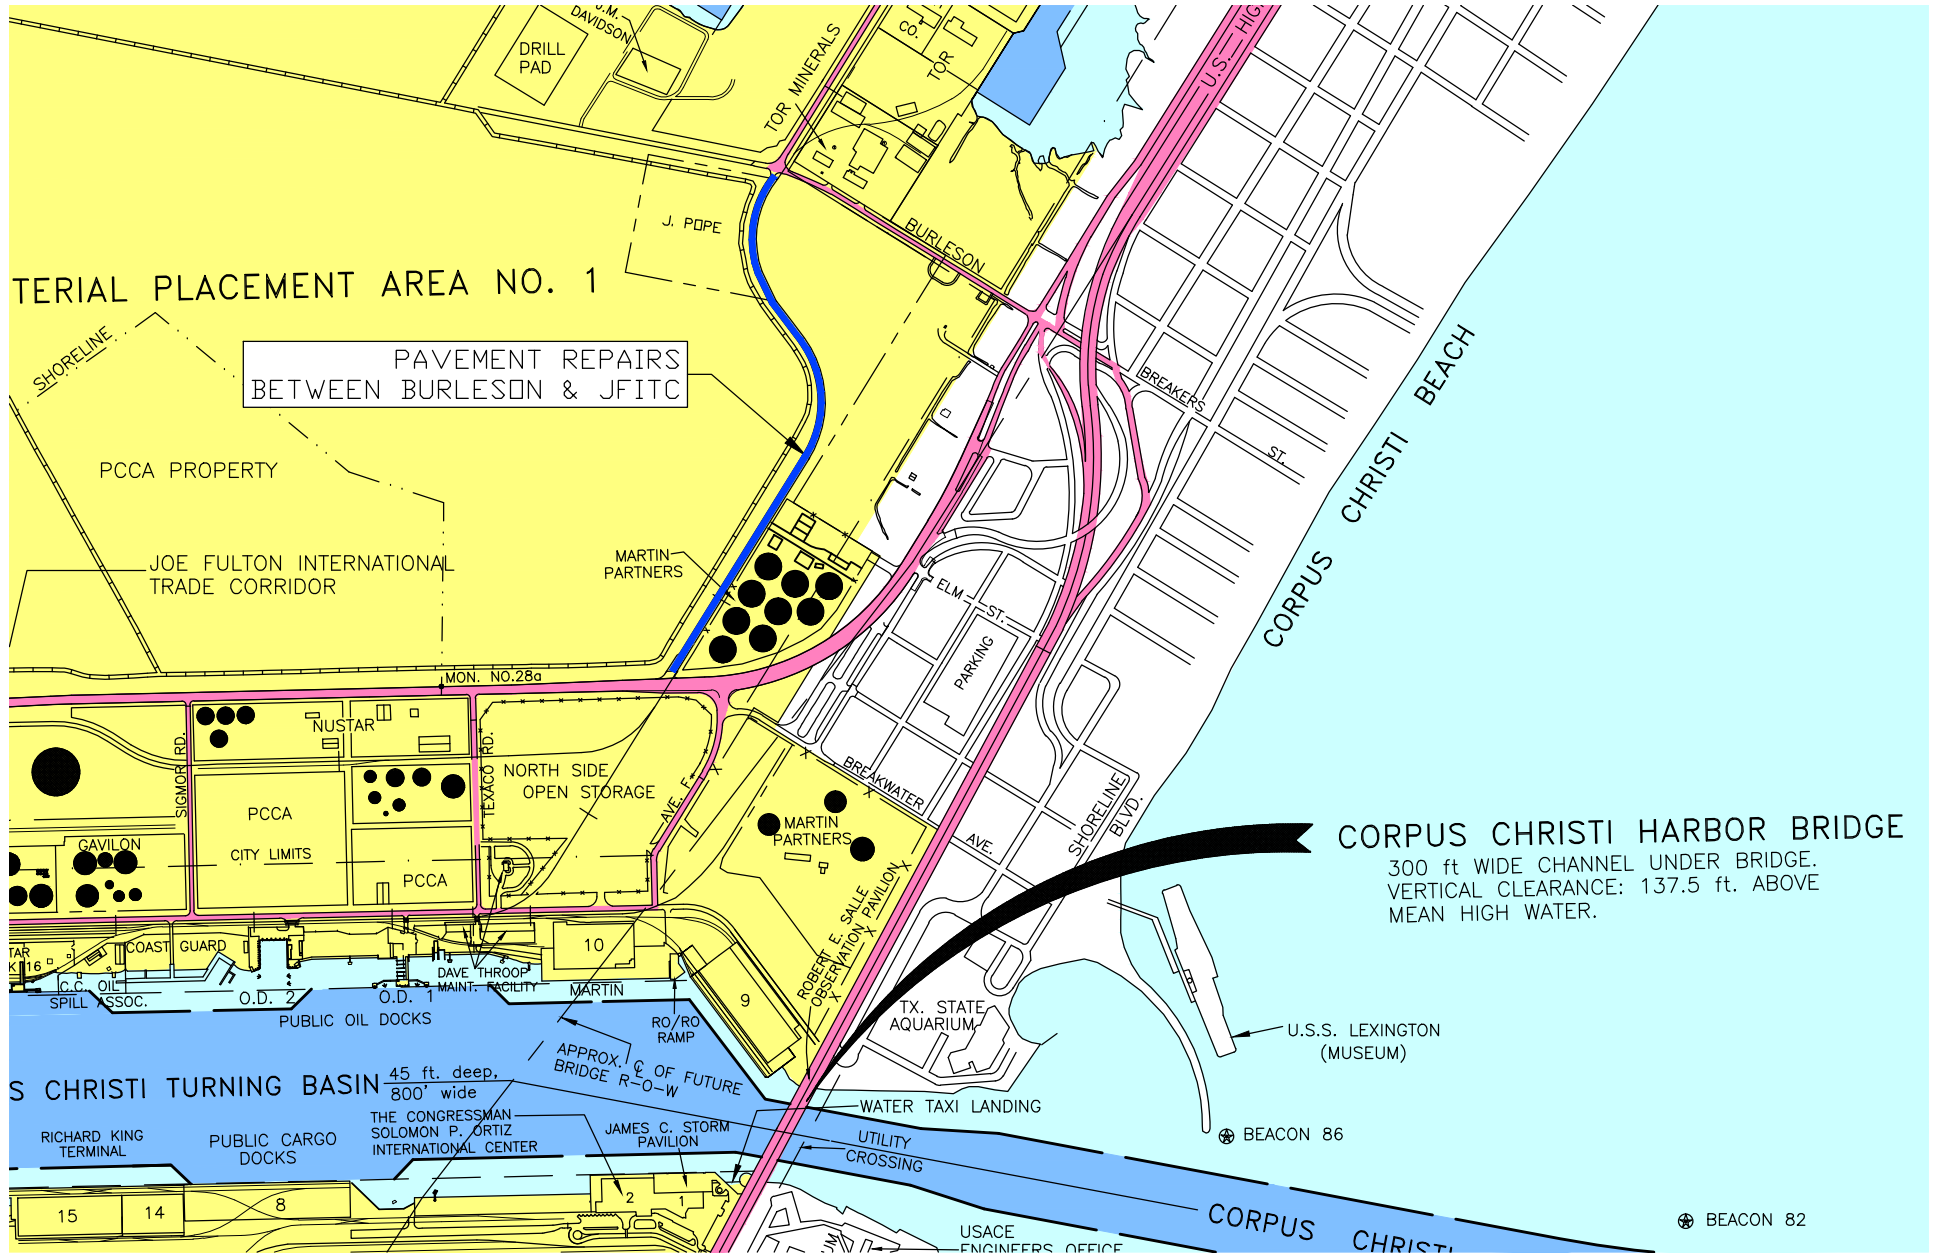 J.M.
DAVIDSON
DRILL
PAD
CO.
TOR
TOR MINERALS
U.S.
J. POPE
BURLESON
TERIAL PLACEMENT AREA NO. 1
SHORELINE
PAVEMENT REPAIRS
BETWEEN BURLESON & JFITC
BREAKERS
ST.
CORPUS CHRISTI BEACH
PCCA PROPERTY
JOE FULTON INTERNATIONAL
TRADE CORRIDOR
MARTIN
PARTNERS
ELM ST.
PARKING
MON. NO.28a
NUSTAR
SIGMOR RD.
TEXACO RD.
NORTH SIDE
OPEN STORAGE
AVE. F
BREAKWATER
AVE.
SHORELINE
BLVD.
PCCA
CITY LIMITS
PCCA
GAVILON
MARTIN
PARTNERS
CORPUS CHRISTI HARBOR BRIDGE
300 ft WIDE CHANNEL UNDER BRIDGE.
VERTICAL CLEARANCE: 137.5 ft. ABOVE
MEAN HIGH WATER.
ROBERT E. SALLE
OBSERVATION PAVILION
TAR
K 16
COAST GUARD
C.C. OIL
SPILL ASSOC.
O.D. 2
O.D. 1
PUBLIC OIL DOCKS
DAVE THROOP
MAINT. FACILITY
10
MARTIN
9
RO/RO
RAMP
TX. STATE
AQUARIUM
U.S.S. LEXINGTON
(MUSEUM)
APPROX. ℄ OF FUTURE
BRIDGE R-O-W
S CHRISTI TURNING BASIN
45 ft. deep,
800' wide
THE CONGRESSMAN
SOLOMON P. ORTIZ
INTERNATIONAL CENTER
JAMES C. STORM
PAVILION
WATER TAXI LANDING
UTILITY
CROSSING
BEACON 86
RICHARD KING
TERMINAL
PUBLIC CARGO
DOCKS
15
14
8
2
1
CORPUS CHRISTI
USACE
ENGINEERS OFFICE
UM
BEACON 82